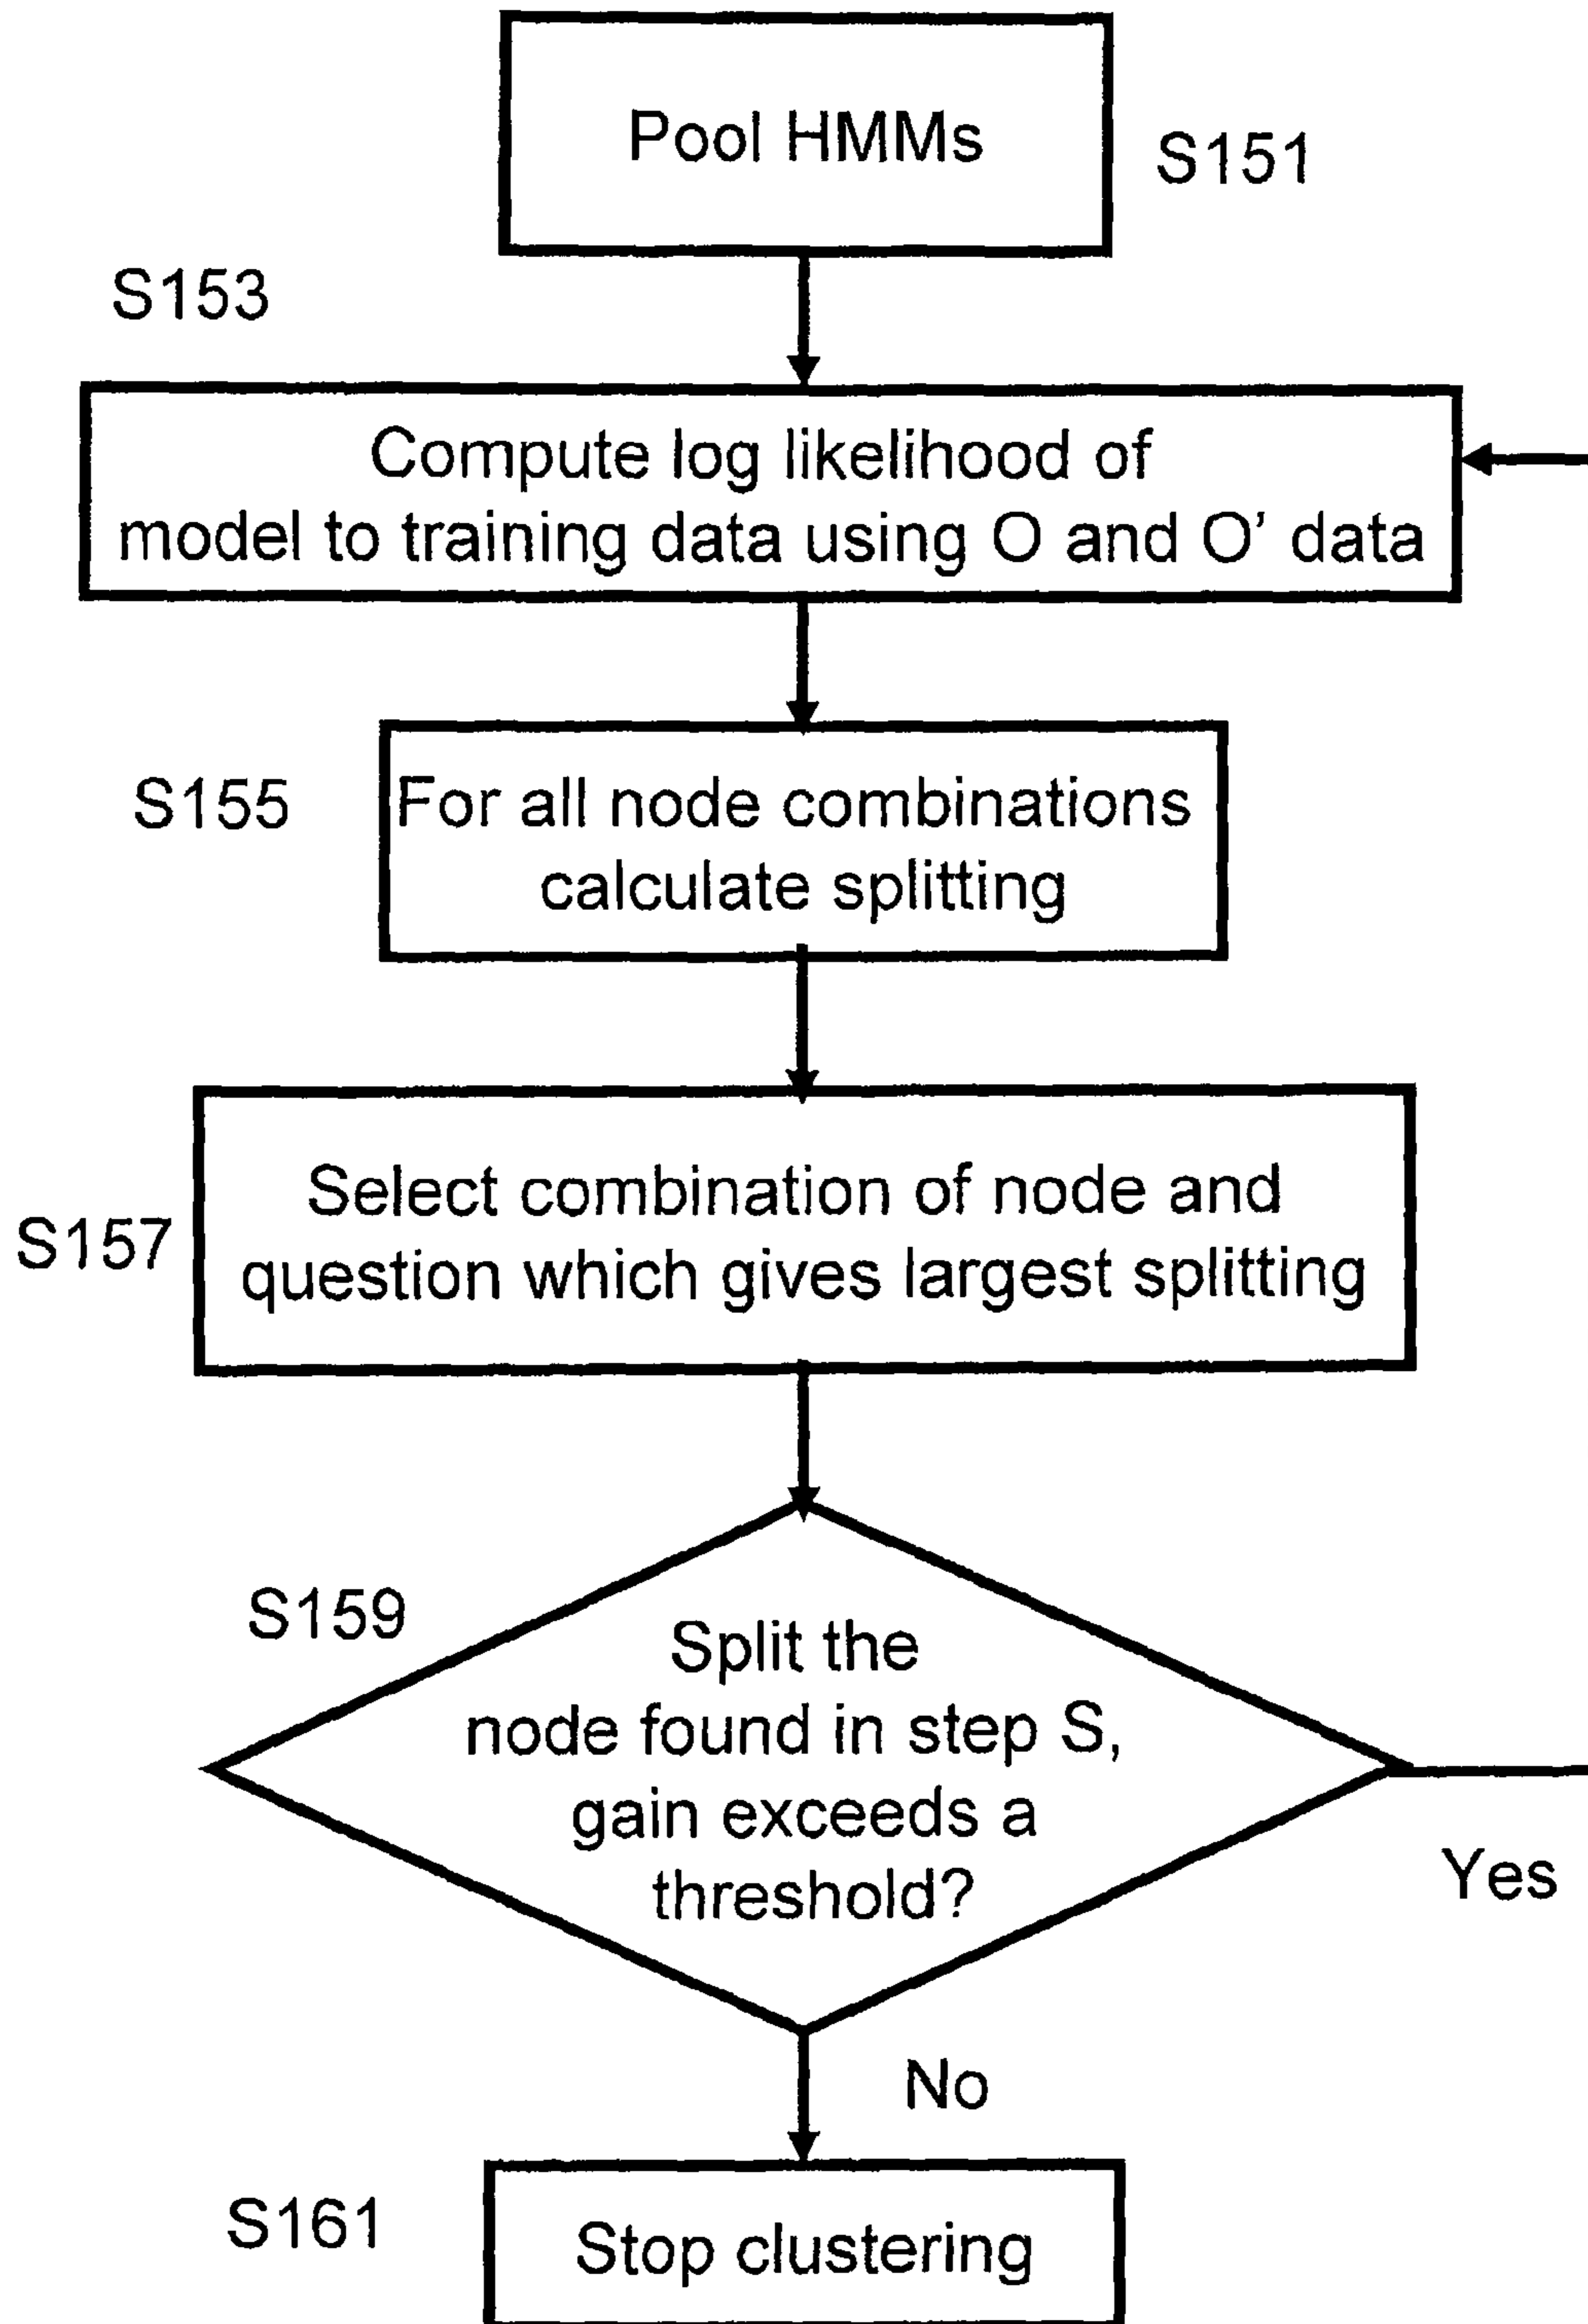 Pool HMMs
S151
S153
Compute log likelihood of
model to training data using O and O' data
S155
For all node combinations
calculate splitting
Select combination of node and
S157
question which gives largest splitting
S159
Split the
node found in step S,
gain exceeds a
threshold?
Yes
No
S161
Stop clustering